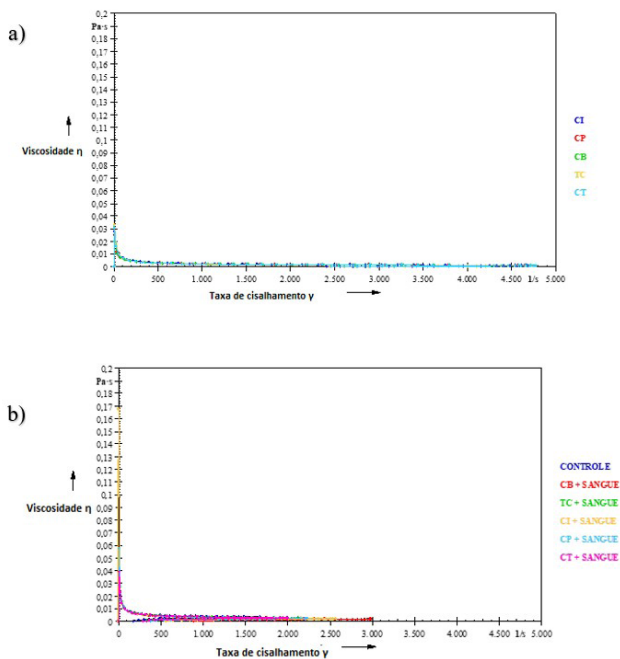 a)
0,2
Pa·s
0,19
0,18
0,17
0,16
0,15
0,14
0,13
0,12
0,11
0,1
0,09
0,08
0,07
0,06
0,05
0,04
0,03
0,02
0,01
0
Viscosidade η
0 500 1.000 1.500 2.000 2.500 3.000 3.500 4.000 4.500 1/s 5.000
Taxa de cisalhamento γ
CI
CP
CB
TC
CT
b)
0,2
Pa·s
0,17
0,16
0,15
0,14
0,13
0,12
0,11
0,1
0,09
0,08
0,07
0,06
0,05
0,04
0,03
0,02
0,01
0
Viscosidade η
0 500 1.000 1.500 2.000 2.500 3.000 3.500 4.000 4.500 1/s 5.000
Taxa de cisalhamento γ
CONTROLE
CB + SANGUE
TC + SANGUE
CI + SANGUE
CP + SANGUE
CT + SANGUE